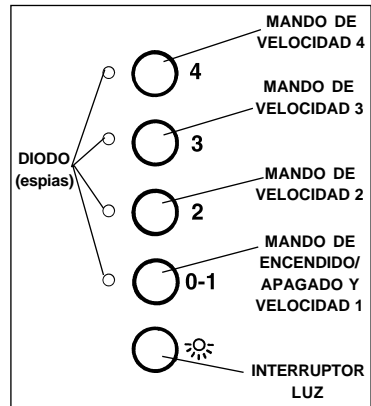 MANDO DE
VELOCIDAD 4
4
MANDO DE
VELOCIDAD 3
3
DIODO
(espias)
MANDO DE
VELOCIDAD 2
2
MANDO DE
ENCENDIDO/
APAGADO Y
VELOCIDAD 1
0-1
INTERRUPTOR
LUZ